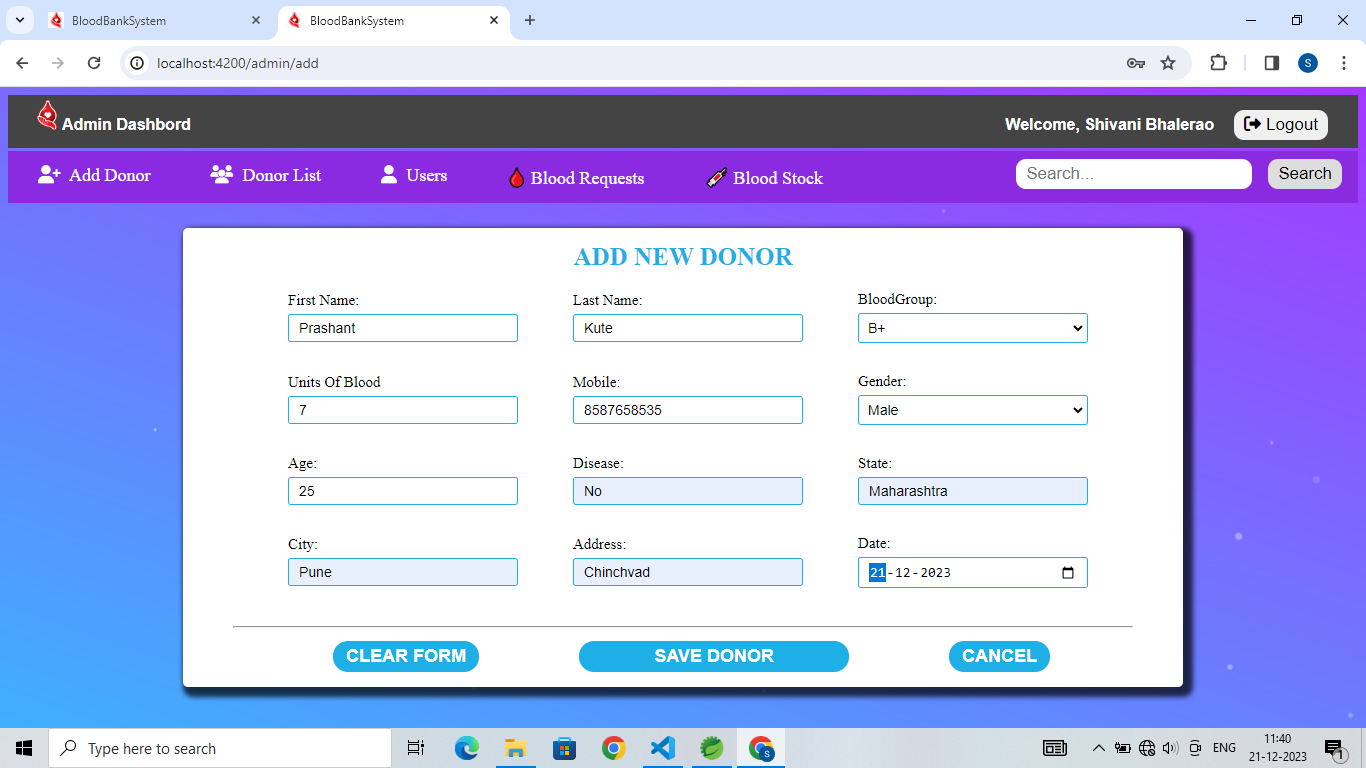 BloodBankSystem
BloodBankSystem
localhost:4200/admin/add
S
Admin Dashbord
Welcome, Shivani Bhalerao
Logout
Add Donor
Donor List
Users
Blood Requests
Blood Stock
Search...
Search
ADD NEW DONOR
First Name:
Last Name:
BloodGroup:
Prashant
Kute
B+
Units Of Blood
Mobile:
Gender:
7
8587658535
Male
Age:
Disease:
State:
25
No
Maharashtra
City:
Address:
Date:
Pune
Chinchvad
21-12-2023
CLEAR FORM
SAVE DONOR
CANCEL
Type here to search
S
ENG
11:40
21-12-2023
1